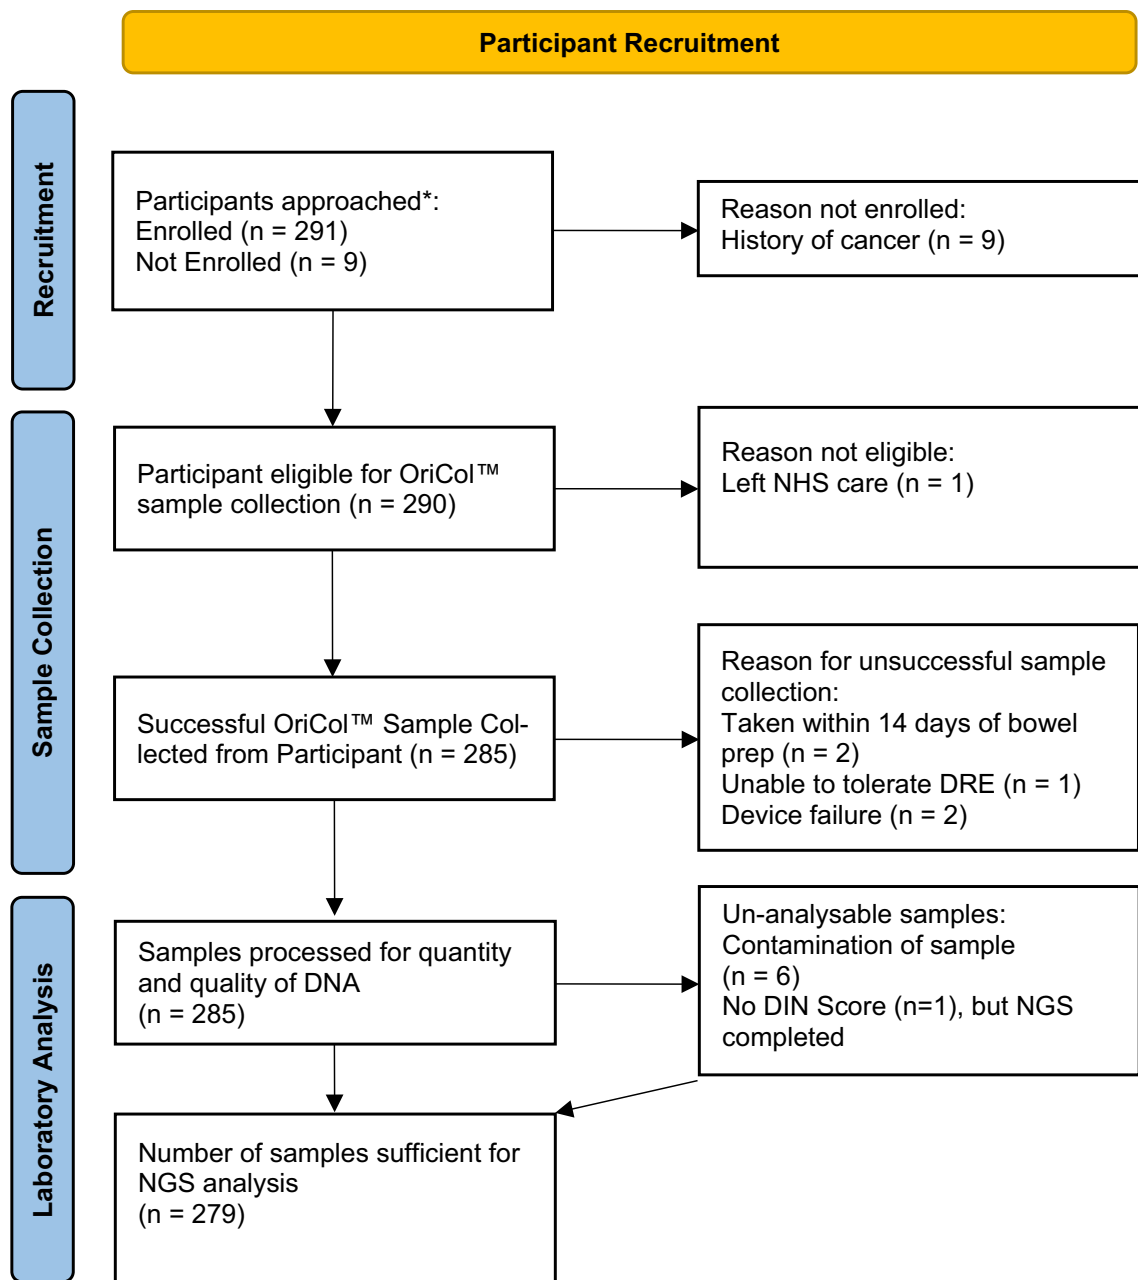 Participant Recruitment
Recruitment
Participants approached*:
Enrolled (n = 291)
Not Enrolled (n = 9)
Reason not enrolled:
History of cancer (n = 9)
Sample Collection
Participant eligible for OriCol™
sample collection (n = 290)
Reason not eligible:
Left NHS care (n = 1)
Successful OriCol™ Sample Col-
lected from Participant (n = 285)
Reason for unsuccessful sample
collection:
Taken within 14 days of bowel
prep (n = 2)
Unable to tolerate DRE (n = 1)
Device failure (n = 2)
Laboratory Analysis
Samples processed for quantity
and quality of DNA
(n = 285)
Un-analysable samples:
Contamination of sample
(n = 6)
No DIN Score (n=1), but NGS
completed
Number of samples sufficient for
NGS analysis
(n = 279)